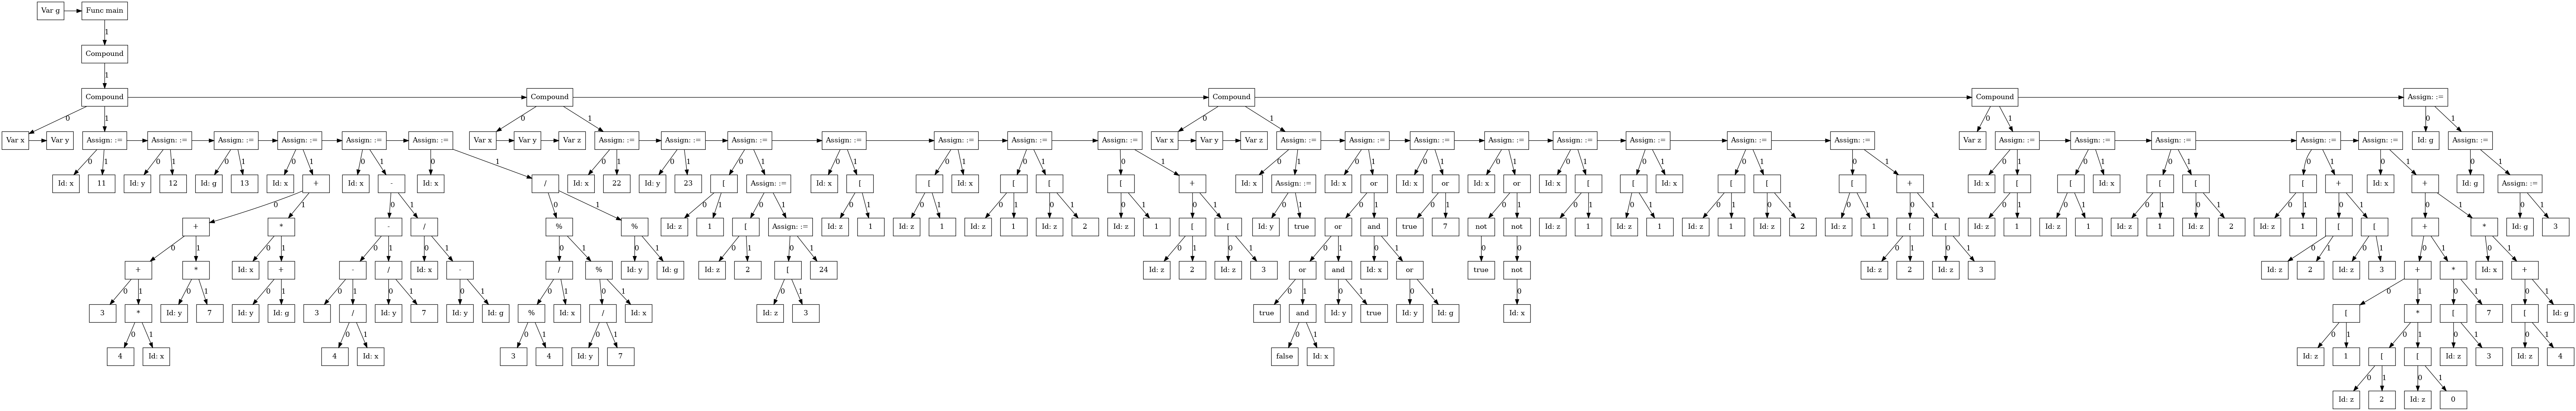 Var g Func main
1
Compound
1
Compound Compound Compound Compound Assign: :=
0 1 0 1 0 1 0 1 0 1
Var x Var y Assign: := Assign: := Assign: := Assign: := Assign: := Assign: := Var x Var y Var z Assign: := Assign: := Assign: := Assign: := Assign: := Assign: := Assign: := Var x Var y Var z Assign: := Assign: := Assign: := Assign: := Assign: := Assign: := Assign: := Assign: := Var z Assign: := Assign: := Assign: := Assign: := Assign: := Id: g Assign: :=
0 1 0 1 0 1 0 1 0 1 0 1 0 1 0 1 0 1 0 1 0 1 0 1 0 1 0 1 0 1 0 1 0 1 0 1 0 1 0 1 0 1 0 1 0 1 0 1 0 1 0 1 0 1
Id: x 11 Id: y 12 Id: g 13 Id: x + Id: x - Id: x / Id: x 22 Id: y 23 [ Assign: := Id: x [ [ Id: x [ [ [ + Id: x Assign: := Id: x or Id: x or Id: x or Id: x [ [ Id: x [ [ [ + Id: x [ [ Id: x [ [ [ + Id: x + Id: g Assign: :=
0 1 0 1 0 1 0 1 0 1 0 1 0 1 0 1 0 1 0 1 0 1 0 1 0 1 0 1 0 1 0 1 0 1 0 1 0 1 0 1 0 1 0 1 0 1 0 1 0 1 0 1 0 1 0 1 0 1
+ * - / % % Id: z 1 [ Assign: := Id: z 1 Id: z 1 Id: z 1 Id: z 2 Id: z 1 [ [ Id: y true or and true 7 not not Id: z 1 Id: z 1 Id: z 1 Id: z 2 Id: z 1 [ [ Id: z 1 Id: z 1 Id: z 1 Id: z 2 Id: z 1 [ [ + * Id: g 3
0 1 0 1 0 1 0 1 0 1 0 1 0 1 0 1 0 1 0 1 0 1 0 1 0 0 0 1 0 1 0 1 0 1 0 1 0 1
+ * Id: x + - / Id: x - / % Id: y Id: g Id: z 2 [ 24 Id: z 2 Id: z 3 or and Id: x or true not Id: z 2 Id: z 3 Id: z 2 Id: z 3 + * Id: x +
0 1 0 1 0 1 0 1 0 1 0 1 0 1 0 1 0 1 0 1 0 1 0 1 0 0 1 0 1 0 1
3 * Id: y 7 Id: y Id: g 3 / Id: y 7 Id: y Id: g % Id: x / Id: x Id: z 3 true and Id: y true Id: y Id: g Id: x [ * [ 7 [ Id: g
0 1 0 1 0 1 0 1 0 1 0 1 0 1 0 1 0 1
4 Id: x 4 Id: x 3 4 Id: y 7 false Id: x Id: z 1 [ [ Id: z 3 Id: z 4
0 1 0 1
Id: z 2 Id: z 0